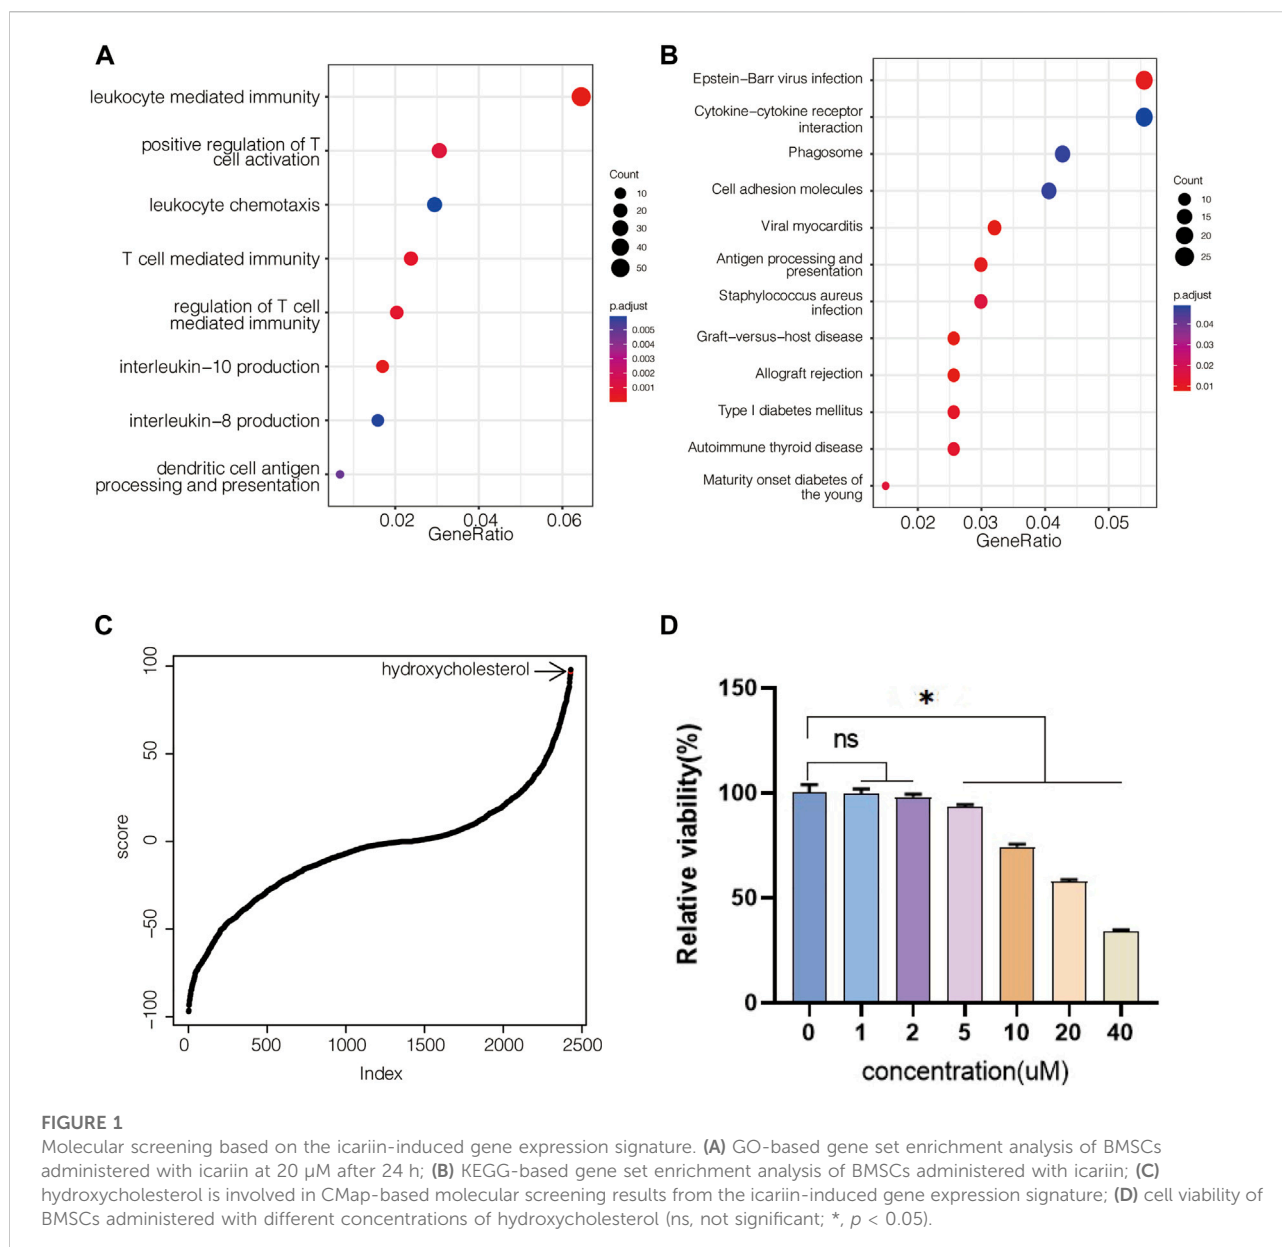 A
leukocyte mediated immunity
positive regulation of T
cell activation
leukocyte chemotaxis
T cell mediated immunity
regulation of T cell
mediated immunity
interleukin−10 production
interleukin−8 production
dendritic cell antigen
processing and presentation
0.02 0.04 0.06
GeneRatio
Count
10
20
30
40
50
p.adjust
0.005
0.004
0.003
0.002
0.001
B
Epstein−Barr virus infection
Cytokine−cytokine receptor
interaction
Phagosome
Cell adhesion molecules
Viral myocarditis
Antigen processing and
presentation
Staphylococcus aureus
infection
Graft−versus−host disease
Allograft rejection
Type I diabetes mellitus
Autoimmune thyroid disease
Maturity onset diabetes of
the young
0.02 0.03 0.04 0.05
GeneRatio
Count
10
15
20
25
p.adjust
0.04
0.03
0.02
0.01
C
100
50
0
−50
−100
score
hydroxycholesterol
0 500 1000 1500 2000 2500
Index
D
150
100
50
0
Relative viability(%)
*
ns
0 1 2 5 10 20 40
concentration(uM)
FIGURE 1
Molecular screening based on the icariin-induced gene expression signature. (A) GO-based gene set enrichment analysis of BMSCs
administered with icariin at 20 μM after 24 h; (B) KEGG-based gene set enrichment analysis of BMSCs administered with icariin; (C)
hydroxycholesterol is involved in CMap-based molecular screening results from the icariin-induced gene expression signature; (D) cell viability of
BMSCs administered with different concentrations of hydroxycholesterol (ns, not significant; *, p < 0.05).